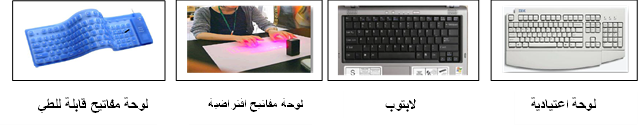 لوحة اعتيادية
لابتوب
لوحة مفاتيح افتراضية
لوحة مفاتيح قابلة للطي